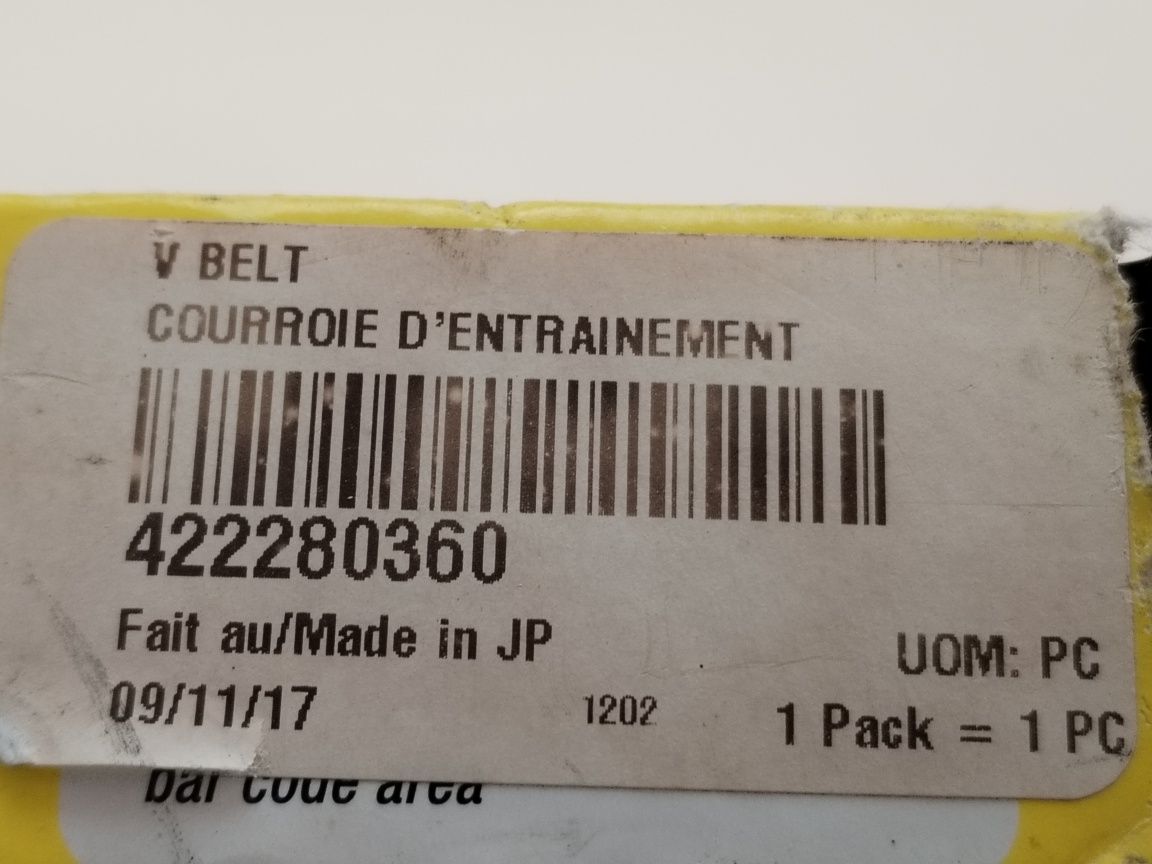 V BELT
COURROIE D'ENTRAINEMENT
422280360
Fait au/Made in JP
UOM: PC
09/11/17
1202
1 Pack = 1 PC
bar code area